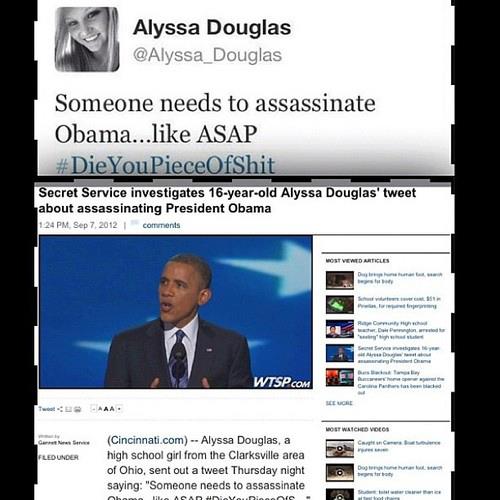 Alyssa Douglas
@Alyssa_Douglas
Someone needs to assassinate
Obama...like ASAP
#DieYouPieceOfShit
Secret Service investigates 16-year-old Alyssa Douglas' tweet
about assassinating President Obama
1:24 PM, Sep 7, 2012 | comments
WTSP.COM
Tweet
- A A A +
Written by
Gannett News Service
FILED UNDER
(Cincinnati.com) -- Alyssa Douglas, a
high school girl from the Clarksville area
of Ohio, sent out a tweet Thursday night
saying: "Someone needs to assassinate
Obama...like ASAP #DieYouPieceOfS..."
MOST VIEWED ARTICLES
Dog brings home human foot, search
begins for body
School volunteers cover cost, $51 in
Pinellas, for required fingerprinting
Ridge Community High school
teacher, Dale Pennington, arrested for
high school student
Secret Service investigates 16-year-
old Alyssa Douglas' tweet about
assassinating President Obama
Bucs Blackout: Tampa Bay
Buccaneers' home opener against the
Carolina Panthers has been blacked
out
SEE MORE
MOST WATCHED VIDEOS
Caught on Camera: Boat turbulence
injures seven
Dog brings home human foot, search
begins for body
Student: toilet water cleaner than ice
at fast food chains